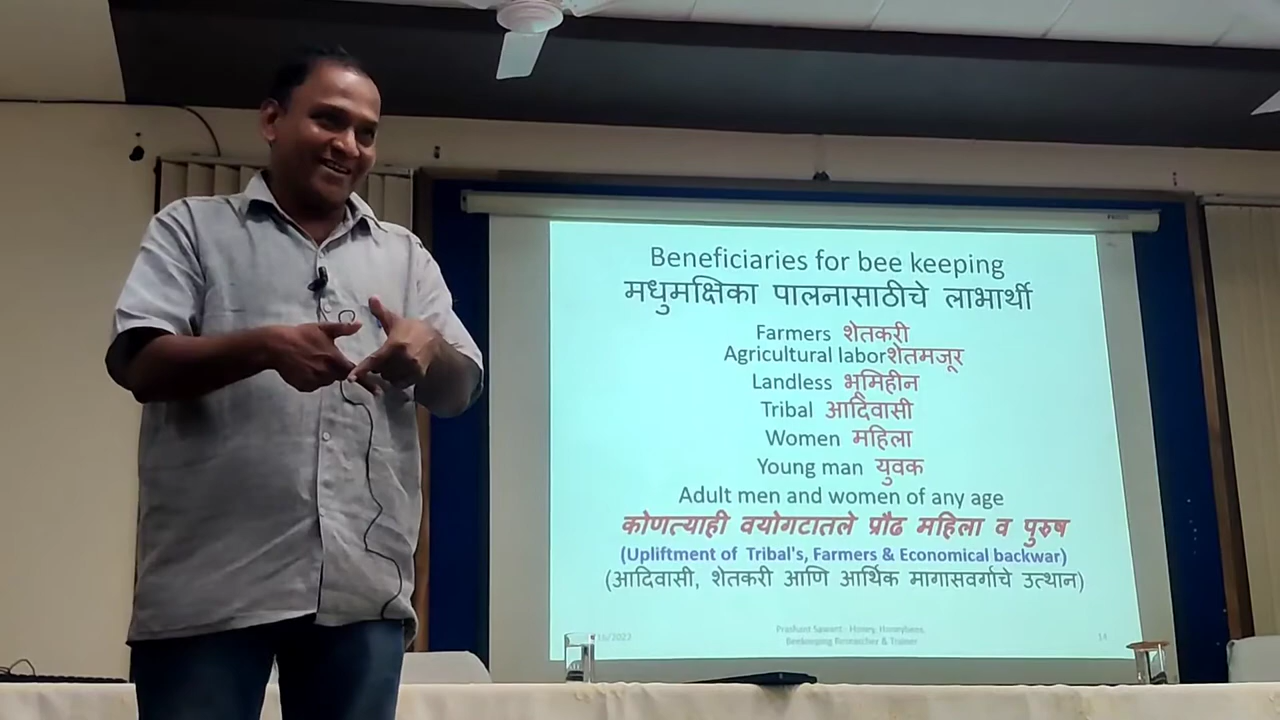 Beneficiaries for bee keeping
मधुमक्षिका पालनासाठीचे लाभार्थी
Farmers शेतकरी
Agricultural laborशेतमजूर
Landless भूमिहीन
Tribal आदिवासी
Women महिला
Young man युवक
Adult men and women of any age
कोणत्याही वयोगटातले प्रौढ महिला व पुरुष
(Upliftment of Tribal's, Farmers & Economical backwar)
(आदिवासी, शेतकरी आणि आर्थिक मागासवर्गाचे उत्थान)
Prashant Sawant - Honey, Honeybees,
Beekeeping Researcher & Trainer
14